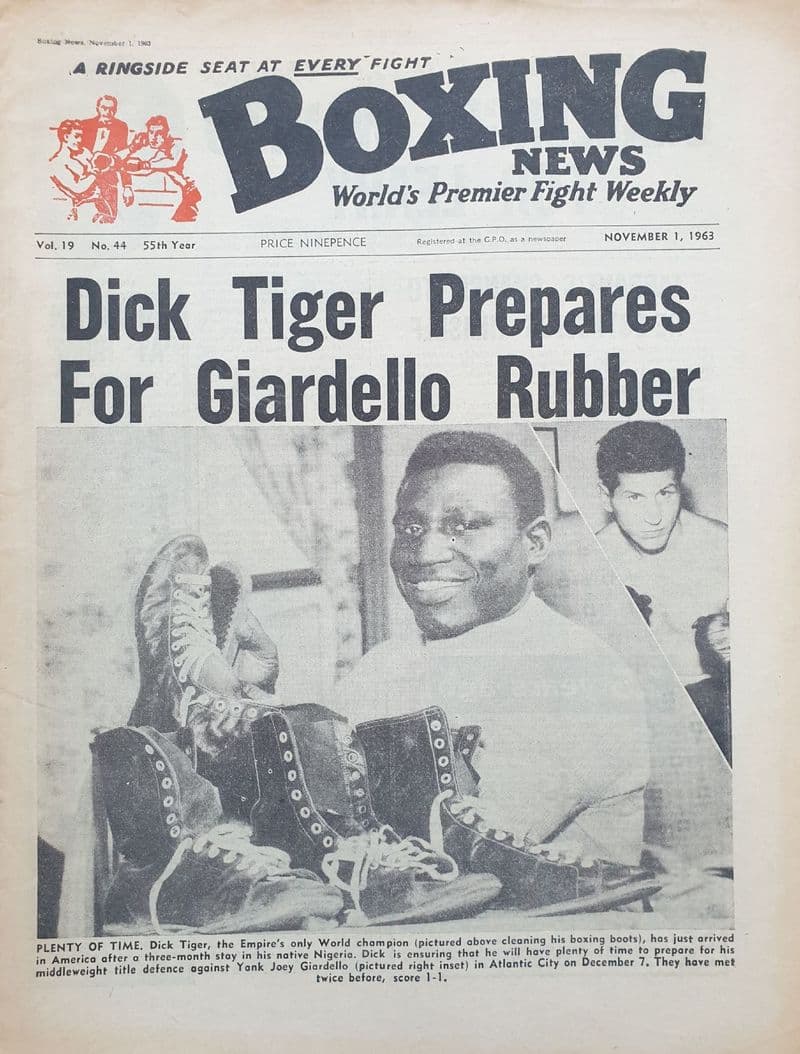 Boxing News, November 1, 1963
A RINGSIDE SEAT AT EVERY FIGHT
BOXING
NEWS
World's Premier Fight Weekly
Vol. 19 No. 44 55th Year PRICE NINEPENCE Registered at the G.P.O. as a newspaper NOVEMBER 1, 1963
Dick Tiger Prepares
For Giardello Rubber
PLENTY OF TIME. Dick Tiger, the Empire's only World champion (pictured above cleaning his boxing boots), has just arrived
in America after a three-month stay in his native Nigeria. Dick is ensuring that he will have plenty of time to prepare for his
middleweight title defence against Yank Joey Giardello (pictured right inset) in Atlantic City on December 7. They have met
twice before, score 1-1.